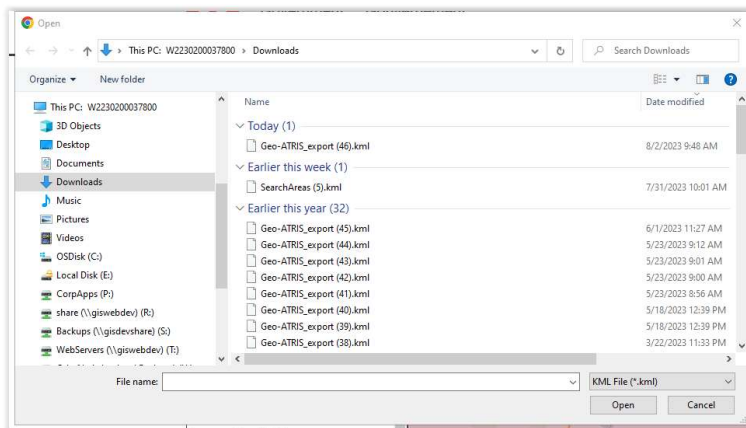 Open
This PC: W2230200037800 > Downloads
Search Downloads
Organize
New folder
This PC: W2230200037800
3D Objects
Desktop
Documents
Downloads
Music
Pictures
Videos
OSDisk (C:)
Local Disk (E:)
CorpApps (P:)
share (\\giswebdev) (R:)
Backups (\\gisdevshare) (S:)
WebServers (\\giswebdev) (T:)
Name Date modified
Today (1)
Geo-ATRIS_export (46).kml 8/2/2023 9:48 AM
Earlier this week (1)
SearchAreas (5).kml 7/31/2023 10:01 AM
Earlier this year (32)
Geo-ATRIS_export (45).kml 6/1/2023 11:27 AM
Geo-ATRIS_export (44).kml 5/23/2023 9:12 AM
Geo-ATRIS_export (43).kml 5/23/2023 9:01 AM
Geo-ATRIS_export (42).kml 5/23/2023 9:00 AM
Geo-ATRIS_export (41).kml 5/23/2023 8:56 AM
Geo-ATRIS_export (40).kml 5/18/2023 12:39 PM
Geo-ATRIS_export (39).kml 5/18/2023 12:39 PM
Geo-ATRIS_export (38).kml 3/22/2023 11:33 PM
File name:
KML File (*.kml)
Open
Cancel